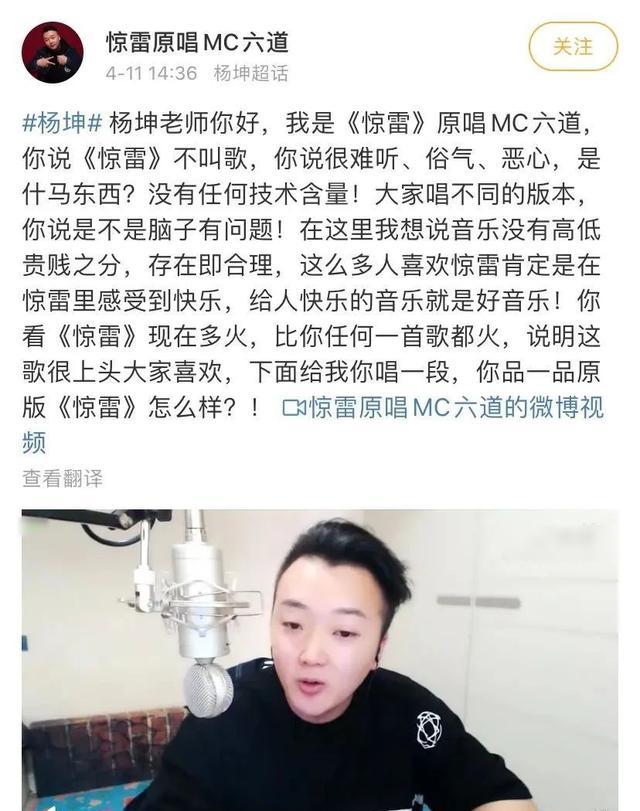 惊雷原唱MC六道
关注
4-11 14:36 杨坤超话
#杨坤# 杨坤老师你好，我是《惊雷》原唱MC六道，
你说《惊雷》不叫歌，你说很难听、俗气、恶心，是
什马东西？没有任何技术含量！大家唱不同的版本，
你说是不是脑子有问题！在这里我想说音乐没有高低
贵贱之分，存在即合理，这么多人喜欢惊雷肯定是在
惊雷里感受到快乐，给人快乐的音乐就是好音乐！你
看《惊雷》现在多火，比你任何一首歌都火，说明这
歌很上头大家喜欢，下面给我你唱一段，你品一品原
版《惊雷》怎么样？！ 惊雷原唱MC六道的微博视
频
查看翻译